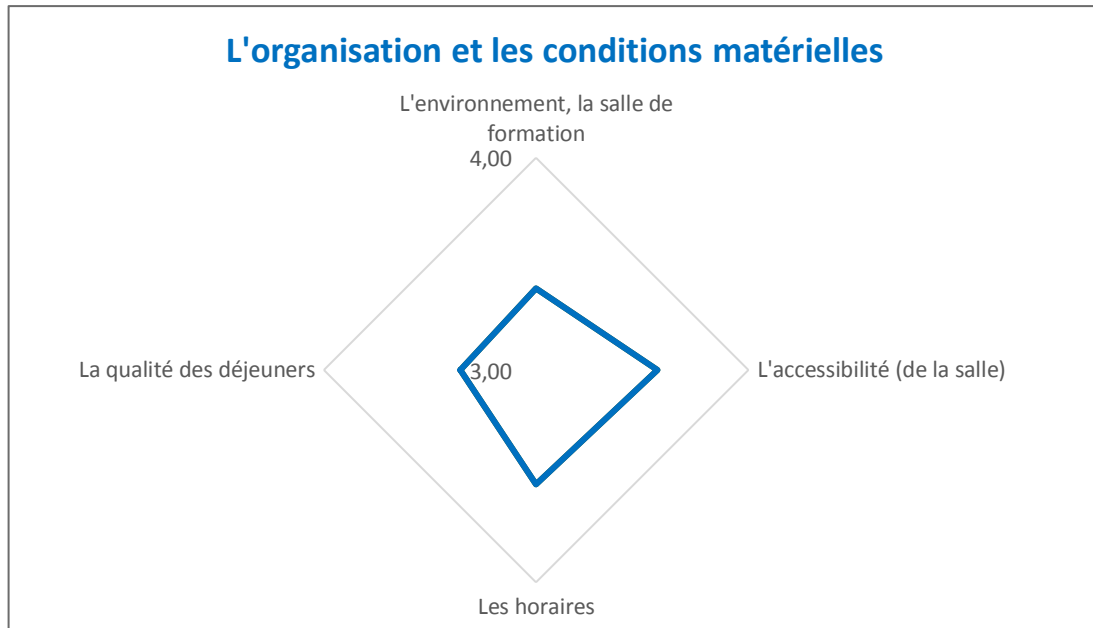 L'organisation et les conditions matérielles
L'environnement, la salle de
formation
4,00
La qualité des déjeuners
3,00
L'accessibilité (de la salle)
Les horaires